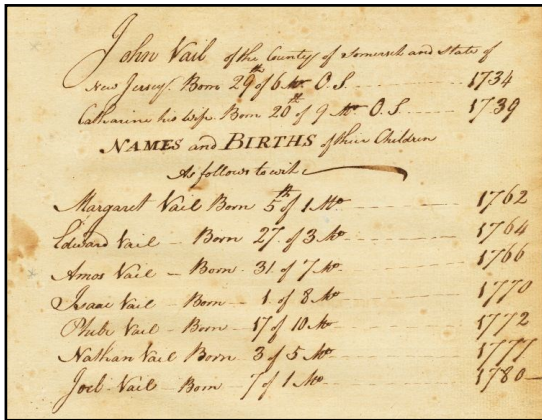 John Vail of the County of Somerset and State of
New Jersey. Born 29th of 6 Mo. O.S. 1734
Catharine his wife Born 20th of 9 Mo. O.S. 1739
NAMES and BIRTHS of their Children
As follows to wit
Margaret Vail Born 5th of 1 Mo 1762
Edward Vail - Born 27. of 3 Mo 1764
Amos Vail - Born 31. of 7 Mo 1766
Isaac Vail - Born 1. of 8 Mo 1770
Phebe Vail - Born 17 of 10 Mo 1772
Nathan Vail - Born 3 of 5 Mo 1777
Joel Vail - Born 7 of 1 Mo 1780